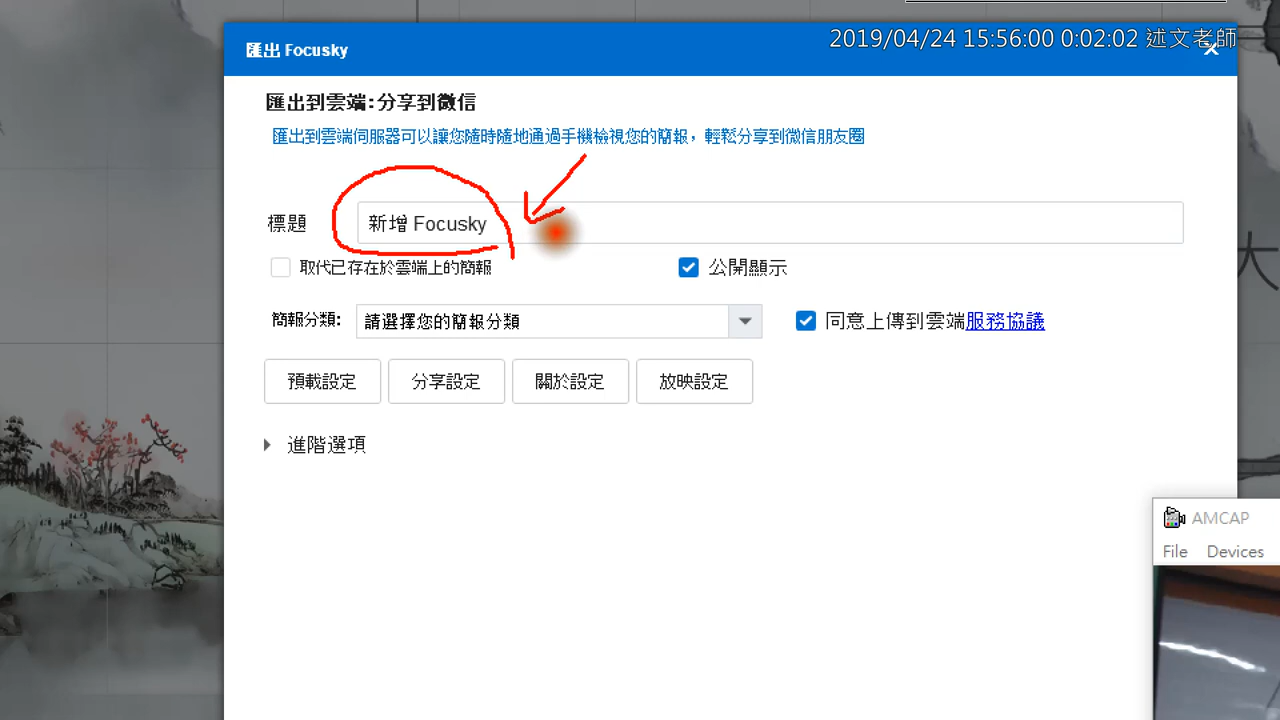 匯出 Focusky
2019/04/24 15:56:00 0:02:02 述文老師
匯出到雲端:分享到微信
匯出到雲端伺服器可以讓您隨時隨地通過手機檢視您的簡報，輕鬆分享到微信朋友圈
標題
新增 Focusky
取代已存在於雲端上的簡報
公開顯示
簡報分類:
請選擇您的簡報分類
同意上傳到雲端服務協議
預載設定
分享設定
關於設定
放映設定
進階選項
AMCAP
File Devices